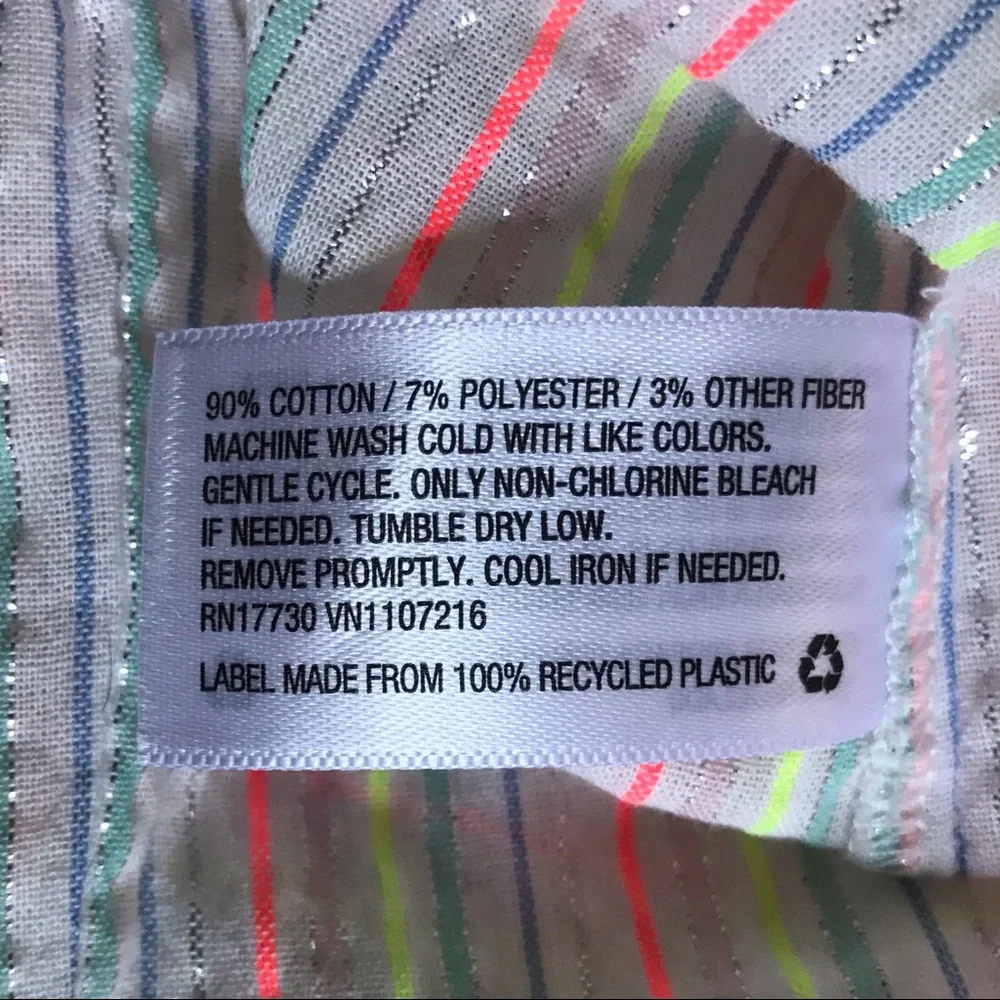 90% COTTON / 7% POLYESTER / 3% OTHER FIBER
MACHINE WASH COLD WITH LIKE COLORS.
GENTLE CYCLE. ONLY NON-CHLORINE BLEACH
IF NEEDED. TUMBLE DRY LOW.
REMOVE PROMPTLY. COOL IRON IF NEEDED.
RN17730 VN1107216
LABEL MADE FROM 100% RECYCLED PLASTIC